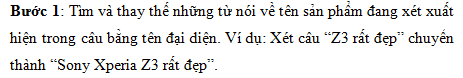 Bước 1: Tìm và thay thế những từ nói về tên sản phẩm đang xét xuất
hiện trong câu bằng tên đại diện. Ví dụ: Xét câu “Z3 rất đẹp” chuyển
thành “Sony Xperia Z3 rất đẹp”.